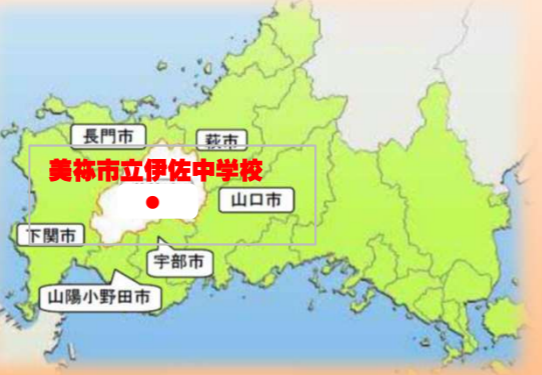 長門市
萩市
美祢市立伊佐中学校
山口市
下関市
宇部市
山陽小野田市